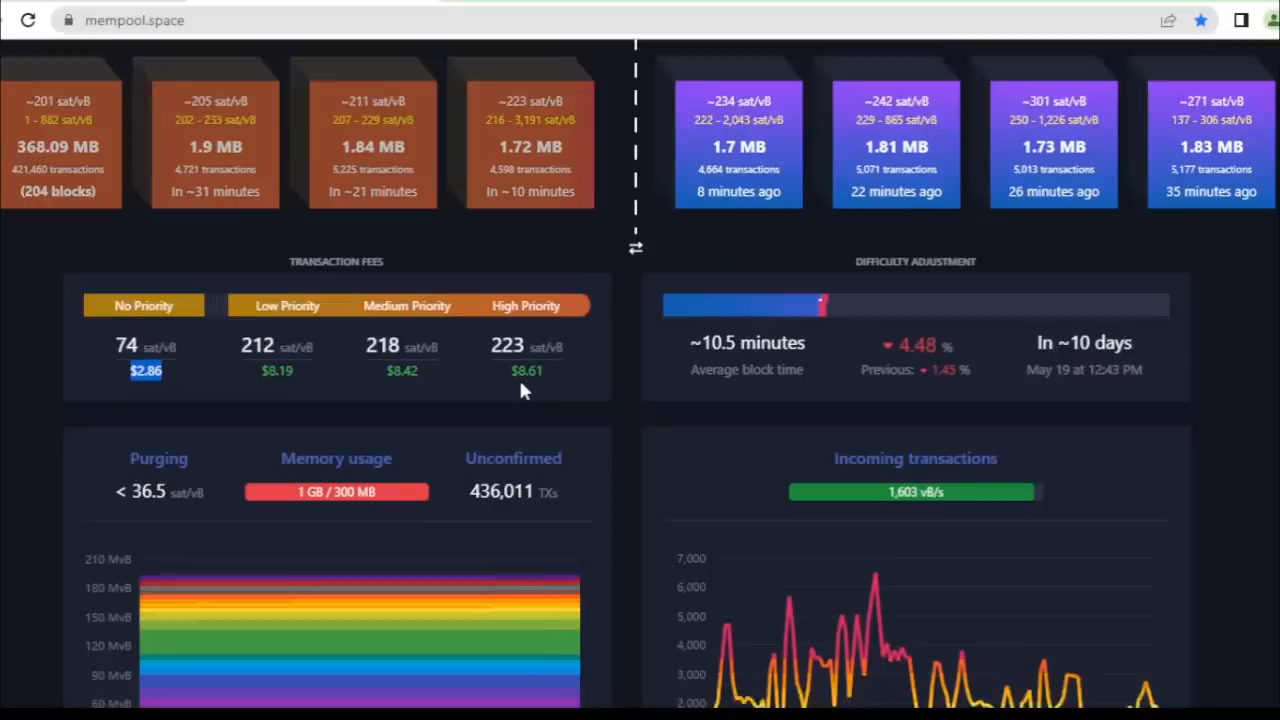 mempool.space
~201 sat/vB
1 - 882 sat/vB
368.09 MB
421,460 transactions
(204 blocks)
~205 sat/vB
202 - 233 sat/vB
1.9 MB
4,721 transactions
In ~31 minutes
~211 sat/vB
207 - 229 sat/vB
1.84 MB
5,225 transactions
In ~21 minutes
~223 sat/vB
216 - 3,191 sat/vB
1.72 MB
4,598 transactions
In ~10 minutes
~234 sat/vB
222 - 2,043 sat/vB
1.7 MB
4,664 transactions
8 minutes ago
~242 sat/vB
229 - 865 sat/vB
1.81 MB
5,071 transactions
22 minutes ago
~301 sat/vB
250 - 1,226 sat/vB
1.73 MB
5,013 transactions
26 minutes ago
~271 sat/vB
137 - 306 sat/vB
1.83 MB
5,177 transactions
35 minutes ago
TRANSACTION FEES
No Priority Low Priority Medium Priority High Priority
74 sat/vB 212 sat/vB 218 sat/vB 223 sat/vB
$2.86 $8.19 $8.42 $8.61
DIFFICULTY ADJUSTMENT
~10.5 minutes 4.48 % In ~10 days
Average block time Previous: 1.45 % May 19 at 12:43 PM
Purging Memory usage Unconfirmed
< 36.5 sat/vB 1 GB / 300 MB 436,011 TXs
210 MvB
180 MvB
150 MvB
120 MvB
90 MvB
60 MvB
Incoming transactions
1,603 vB/s
7,000
6,000
5,000
4,000
3,000
2,000